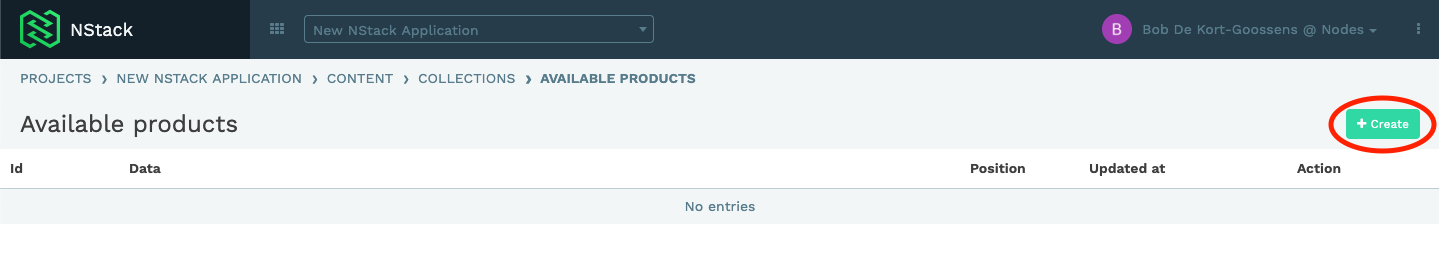 NStack
New NStack Application
B
Bob De Kort-Goossens @ Nodes
PROJECTS › NEW NSTACK APPLICATION › CONTENT › COLLECTIONS › AVAILABLE PRODUCTS
Available products
+ Create
Id Data Position Updated at Action
No entries